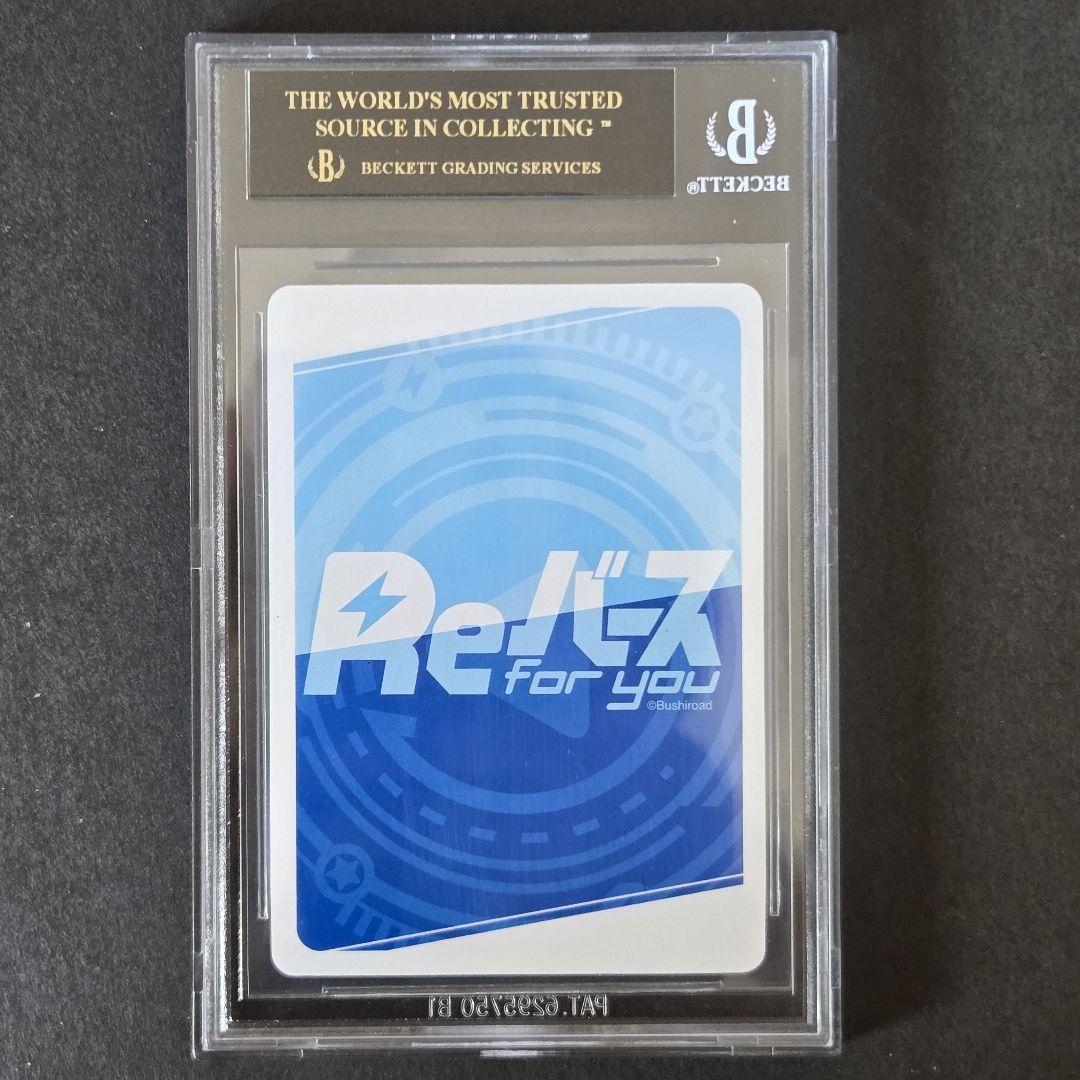 THE WORLD'S MOST TRUSTED
SOURCE IN COLLECTING ™
B BECKETT GRADING SERVICES
B
BECKETT®
Reバース
for you
©Bushiroad
PAT.6295750 B1